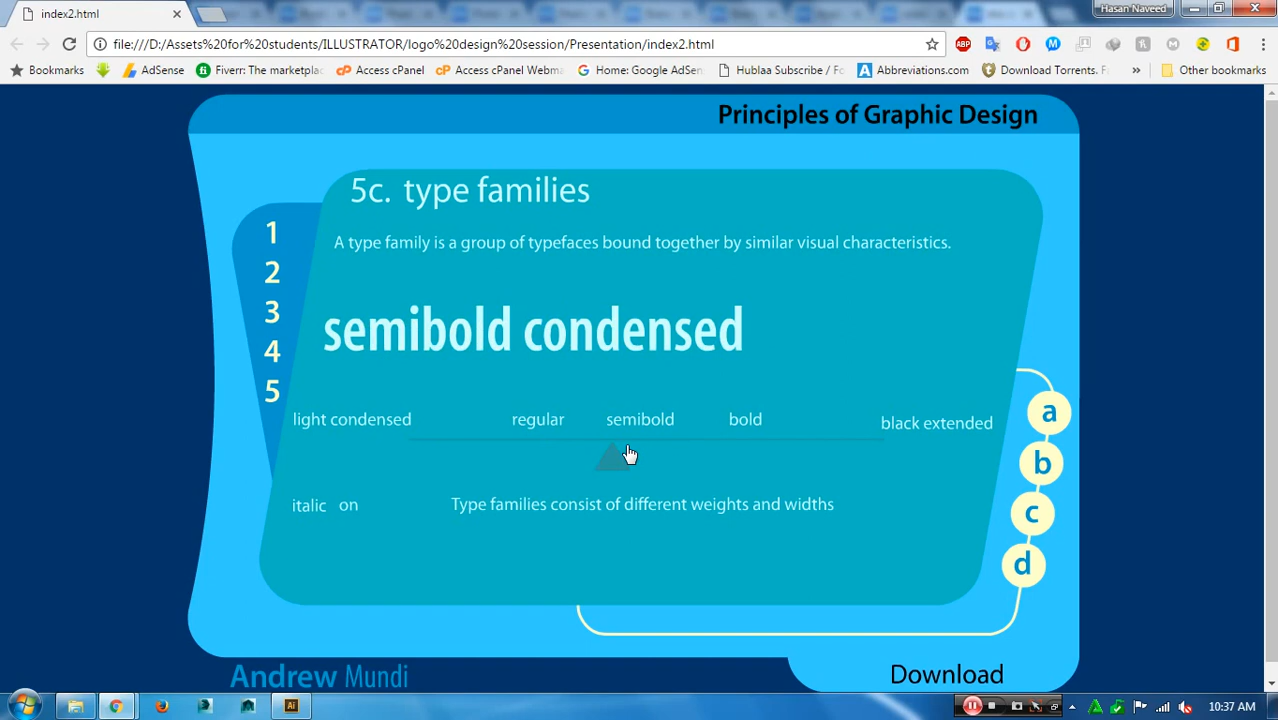 index2.html
Hasan Naveed
file:///D:/Assets%20for%20students/ILLUSTRATOR/logo%20design%20session/Presentation/index2.html
ABP
Bookmarks AdSense Fiverr: The marketpla Access cPanel Access cPanel Webma Home: Google AdSen Hublaa Subscribe / Fo Abbreviations.com Download Torrents. Fa » Other bookmarks
Principles of Graphic Design
5c. type families
A type family is a group of typefaces bound together by similar visual characteristics.
1
2
3
4
5
semibold condensed
light condensed regular semibold bold black extended
italic on Type families consist of different weights and widths
a
b
c
d
Andrew Mundi
Download
10:37 AM